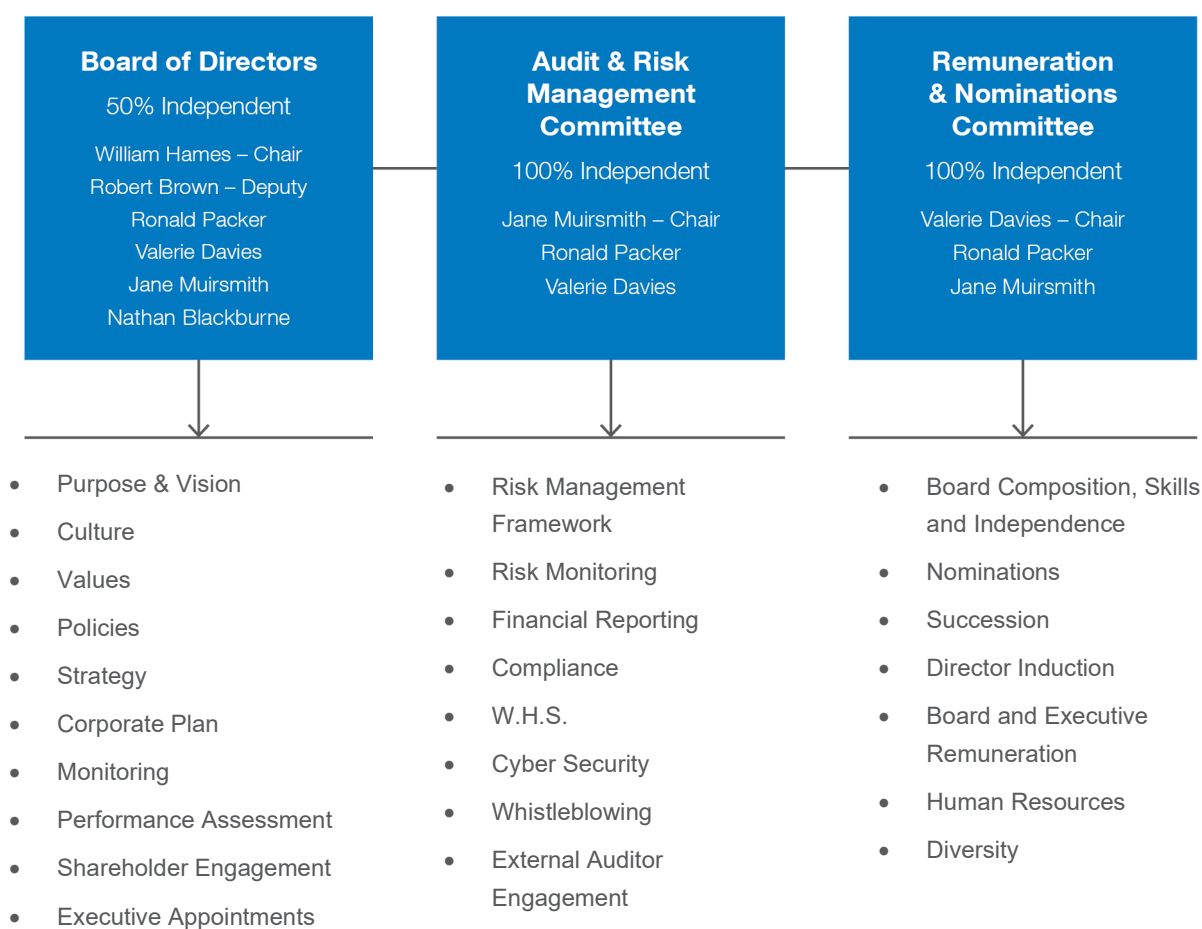 Board of Directors
50% Independent
William Hames – Chair
Robert Brown – Deputy
Ronald Packer
Valerie Davies
Jane Muirsmith
Nathan Blackburne
• Purpose & Vision
• Culture
• Values
• Policies
• Strategy
• Corporate Plan
• Monitoring
• Performance Assessment
• Shareholder Engagement
• Executive Appointments
Audit & Risk
Management
Committee
100% Independent
Jane Muirsmith – Chair
Ronald Packer
Valerie Davies
• Risk Management
Framework
• Risk Monitoring
• Financial Reporting
• Compliance
• W.H.S.
• Cyber Security
• Whistleblowing
• External Auditor
Engagement
Remuneration
& Nominations
Committee
100% Independent
Valerie Davies – Chair
Ronald Packer
Jane Muirsmith
• Board Composition, Skills
and Independence
• Nominations
• Succession
• Director Induction
• Board and Executive
Remuneration
• Human Resources
• Diversity